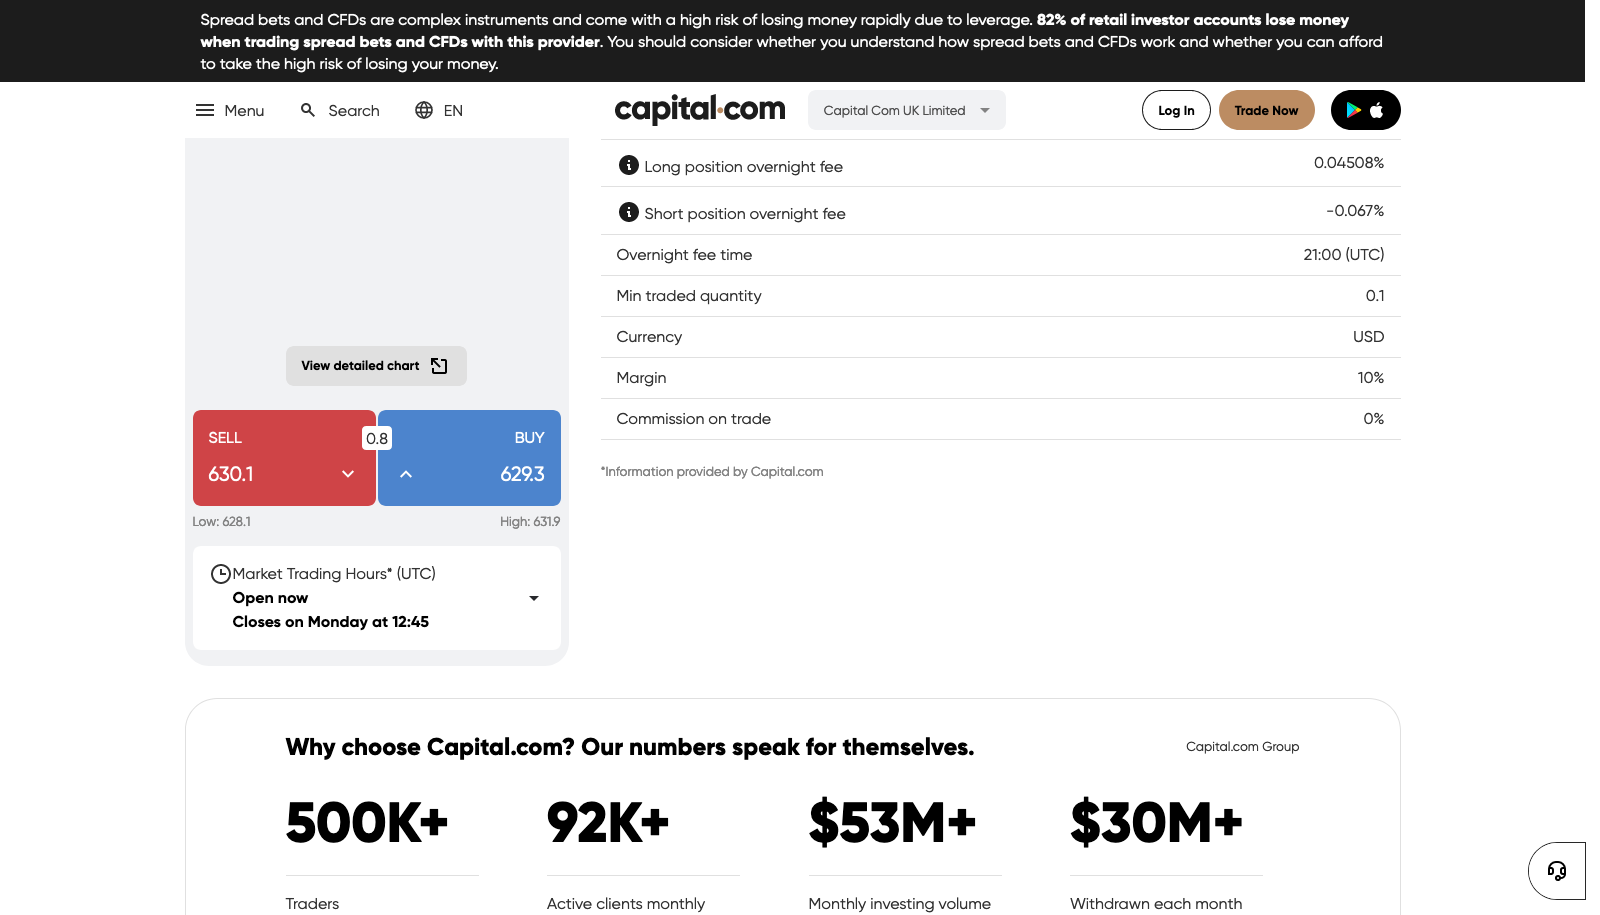 Spread bets and CFDs are complex instruments and come with a high risk of losing money rapidly due to leverage. 82% of retail investor accounts lose money
when trading spread bets and CFDs with this provider. You should consider whether you understand how spread bets and CFDs work and whether you can afford
to take the high risk of losing your money.
Menu Search EN capital.com Capital Com UK Limited Log In Trade Now
Long position overnight fee 0.04508%
Short position overnight fee -0.067%
Overnight fee time 21:00 (UTC)
Min traded quantity 0.1
Currency USD
Margin 10%
Commission on trade 0%
*Information provided by Capital.com
View detailed chart
SELL 0.8 BUY
630.1 629.3
Low: 628.1 High: 631.9
Market Trading Hours* (UTC)
Open now
Closes on Monday at 12:45
Why choose Capital.com? Our numbers speak for themselves. Capital.com Group
500K+ 92K+ $53M+ $30M+
Traders Active clients monthly Monthly investing volume Withdrawn each month